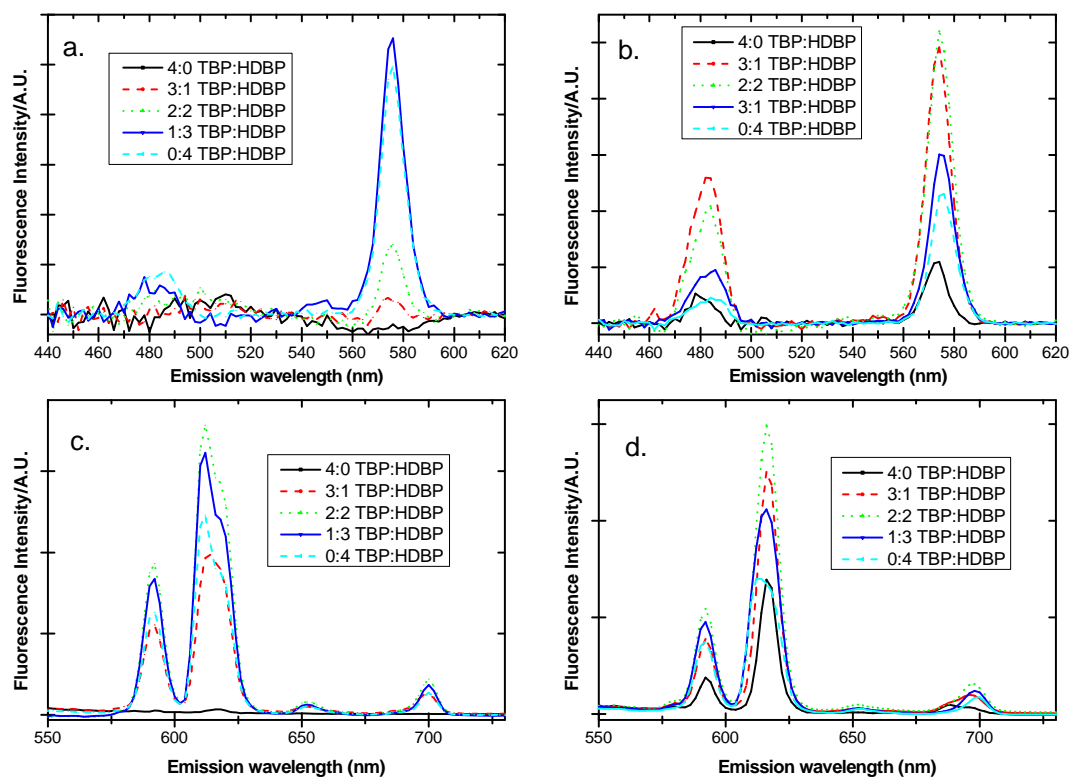 a.
4:0 TBP:HDBP
3:1 TBP:HDBP
2:2 TBP:HDBP
1:3 TBP:HDBP
0:4 TBP:HDBP
Fluorescence Intensity/A.U.
440 460 480 500 520 540 560 580 600 620
Emission wavelength (nm)
b.
4:0 TBP:HDBP
3:1 TBP:HDBP
2:2 TBP:HDBP
3:1 TBP:HDBP
0:4 TBP:HDBP
Fluorescence Intensity/A.U.
440 460 480 500 520 540 560 580 600 620
Emission wavelength (nm)
c.
4:0 TBP:HDBP
3:1 TBP:HDBP
2:2 TBP:HDBP
1:3 TBP:HDBP
0:4 TBP:HDBP
Fluorescence Intensity/A.U.
550 600 650 700
Emission wavelength (nm)
d.
4:0 TBP:HDBP
3:1 TBP:HDBP
2:2 TBP:HDBP
1:3 TBP:HDBP
0:4 TBP:HDBP
Fluorescence Intensity/A.U.
550 600 650 700
Emission wavelength (nm)